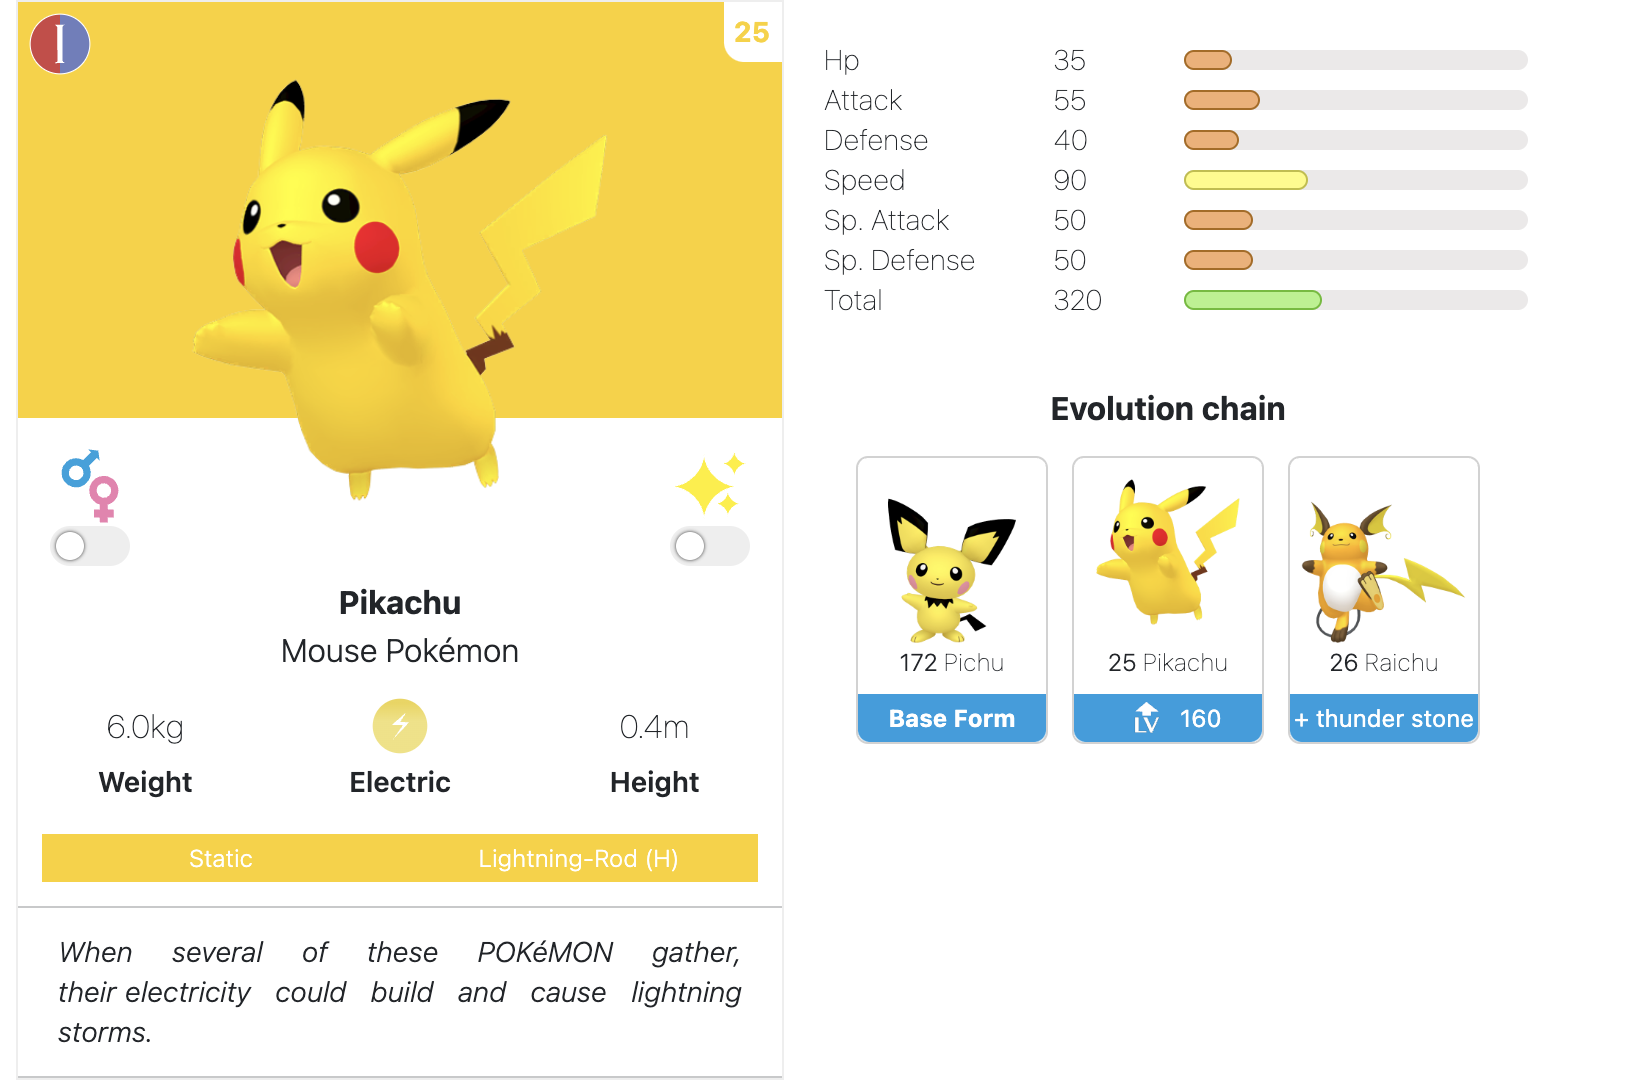 I
25
Pikachu
Mouse Pokémon
6.0kg
0.4m
Weight
Electric
Height
Static
Lightning-Rod (H)
When several of these POKéMON gather,
their electricity could build and cause lightning
storms.
Hp 35
Attack 55
Defense 40
Speed 90
Sp. Attack 50
Sp. Defense 50
Total 320
Evolution chain
172 Pichu
25 Pikachu
26 Raichu
Base Form
LV 160
+ thunder stone